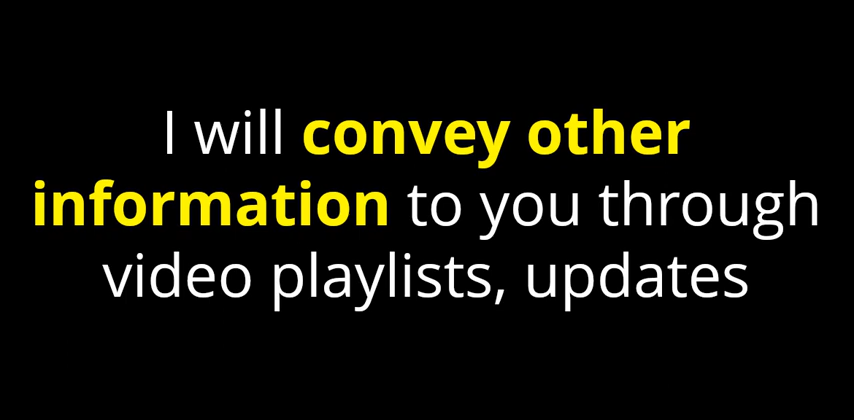 I will convey other
information to you through
video playlists, updates